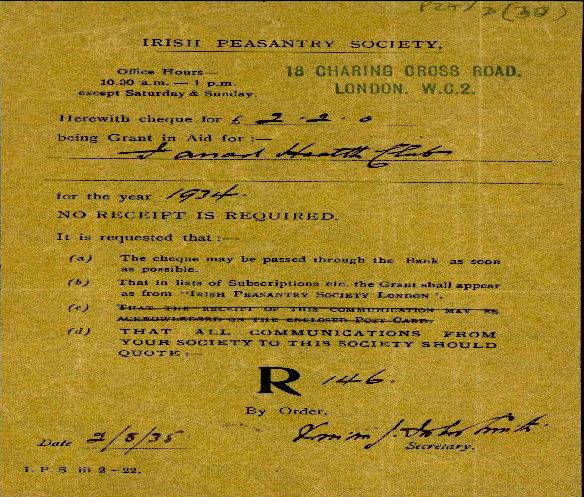 P27/2(30)
IRISH PEASANTRY SOCIETY.
Office Hours—
10.30 a.m. — 1 p.m.
except Saturday & Sunday.
18 CHARING CROSS ROAD,
LONDON. W.C.2.
Herewith cheque for £ 2 . 2 . 0
being Grant in Aid for :—
Health Club
for the year 1934.
NO RECEIPT IS REQUIRED.
It is requested that :—
(a) The cheque may be passed through the Bank as soon
as possible.
(b) That in lists of Subscriptions etc. the Grant shall appear
as from "IRISH PEASANTRY SOCIETY LONDON".
(c) THAT THE RECEIPT OF THIS COMMUNICATION MAY BE
ACKNOWLEDGED ON THE ENCLOSED POST CARD.
(d) THAT ALL COMMUNICATIONS FROM
YOUR SOCIETY TO THIS SOCIETY SHOULD
QUOTE :—
R 146.
By Order,
Date 2/8/35
Secretary.
I. P. S iii 2 – 22.